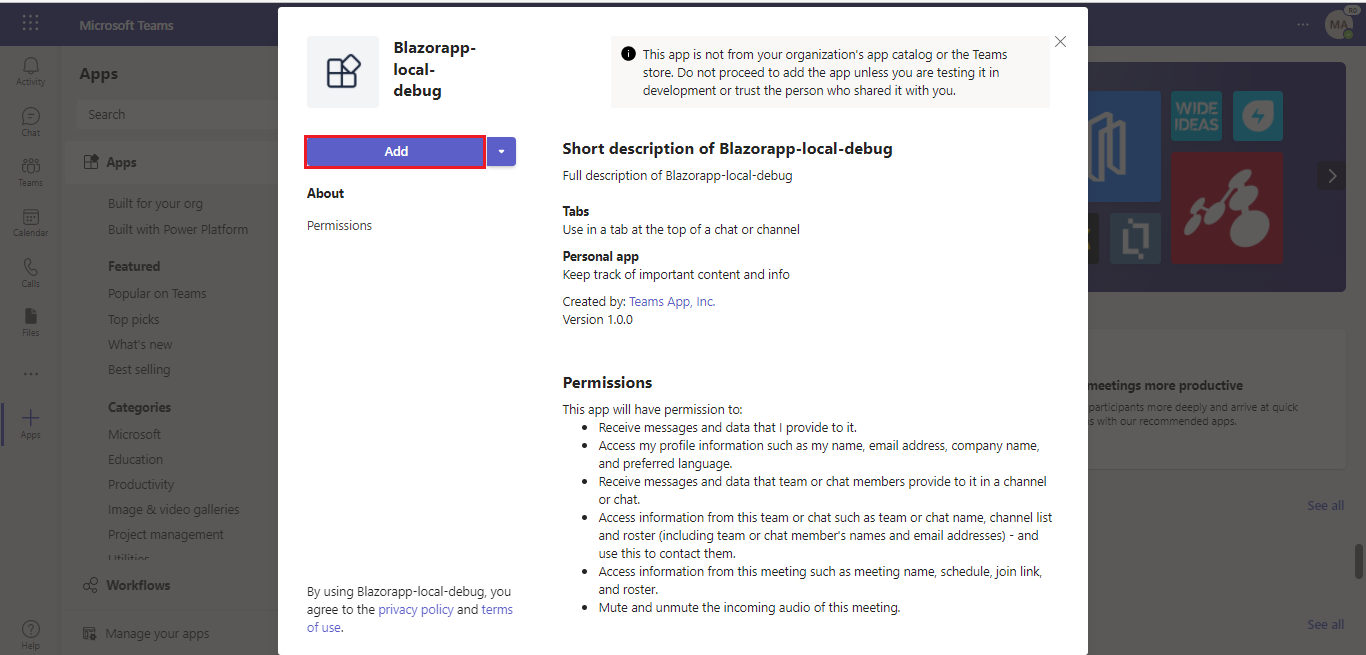 Microsoft Teams
MA
Activity
Chat
Teams
Calendar
Calls
Files
Apps
Help
Apps
Search
Apps
Built for your org
Built with Power Platform
Featured
Popular on Teams
Top picks
What's new
Best selling
Categories
Microsoft
Education
Productivity
Image & video galleries
Project management
Utilities
Workflows
Manage your apps
Blazorapp-
local-
debug
Add
About
Permissions
By using Blazorapp-local-debug, you
agree to the privacy policy and terms
of use.
This app is not from your organization's app catalog or the Teams
store. Do not proceed to add the app unless you are testing it in
development or trust the person who shared it with you.
Short description of Blazorapp-local-debug
Full description of Blazorapp-local-debug
Tabs
Use in a tab at the top of a chat or channel
Personal app
Keep track of important content and info
Created by: Teams App, Inc.
Version 1.0.0
Permissions
This app will have permission to:
Receive messages and data that I provide to it.
Access my profile information such as my name, email address, company name,
and preferred language.
Receive messages and data that team or chat members provide to it in a channel
or chat.
Access information from this team or chat such as team or chat name, channel list
and roster (including team or chat member's names and email addresses) - and
use this to contact them.
Access information from this meeting such as meeting name, schedule, join link,
and roster.
Mute and unmute the incoming audio of this meeting.
WIDE
IDEAS
meetings more productive
participants more deeply and arrive at quick
s with our recommended apps.
See all
See all